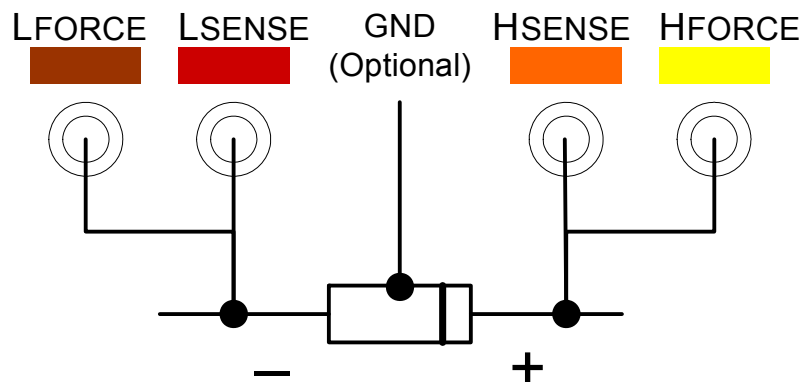 LFORCE LSENSE GND HSENSE HFORCE
(Optional)
− +